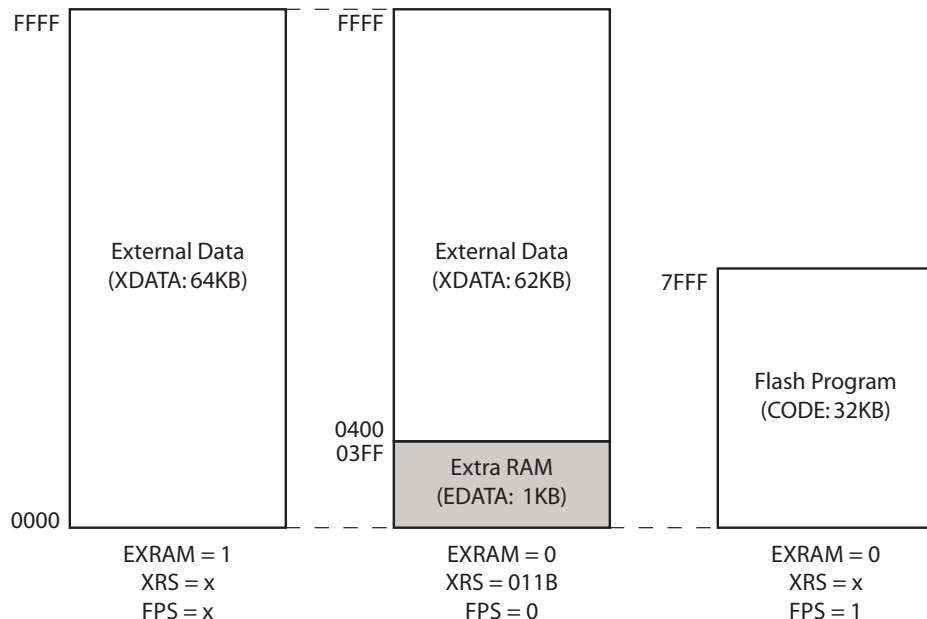 FFFF
External Data
(XDATA: 64KB)
0000
EXRAM = 1
XRS = x
FPS = x
FFFF
External Data
(XDATA: 62KB)
0400
03FF
Extra RAM
(EDATA: 1KB)
EXRAM = 0
XRS = 011B
FPS = 0
7FFF
Flash Program
(CODE: 32KB)
EXRAM = 0
XRS = x
FPS = 1